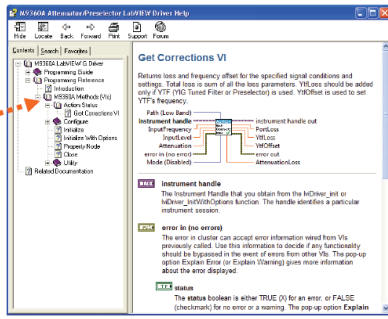 M9360A Attenuator/Preselector LabVIEW Driver Help
Hide Locate Back Forward Print Support Forum
Contents Search Favorites
M9360A LabVIEW G Driver
Programming Guide
Programming Reference
Introduction
M9360A Methods (VIs)
Action Status
Get Corrections VI
Configure
Initialize
Initialize With Options
Property Node
Close
Utility
Related Documentation
Get Corrections VI
Returns loss and frequency offset for the specified signal conditions and
settings. Total loss is sum of all the loss parameters. YtfLoss should be added
only if YTF (YIG Tuned Filter or Preselector) is used. YtfOffset is used to set
YTF's frequency.
Path (Low Band)
instrument handle instrument handle out
InputFrequency PortLoss
InputLevel YtfLoss
Attenuation YtfOffset
error in (no error) error out
Mode (Disabled) AttenuationLoss
instrument handle
The Instrument Handle that you obtain from the NiDriver_init or
NiDriver_InitWithOptions function. The handle identifies a particular
instrument session.
error in (no errors)
The error in cluster can accept error information wired from VIs
previously called. Use this information to decide if any functionality
should be bypassed in the event of errors from other VIs. The pop-up
option Explain Error (or Explain Warning) gives more information
about the error displayed.
status
The status boolean is either TRUE (X) for an error, or FALSE
(checkmark) for no error or a warning. The pop-up option Explain